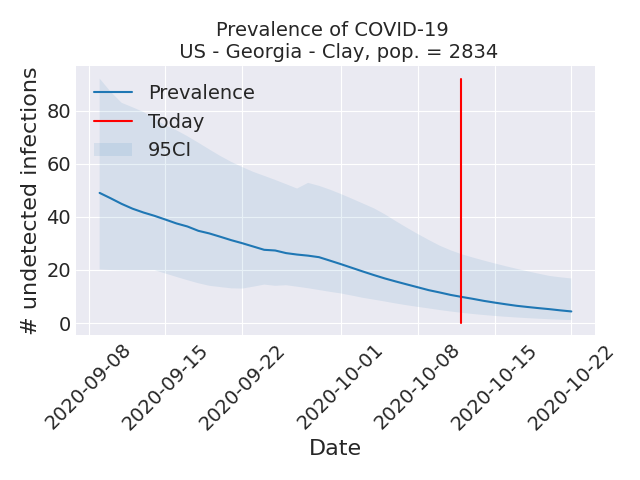 Prevalence of COVID-19
US - Georgia - Clay, pop. = 2834
# undetected infections
80
60
40
20
0
Prevalence
Today
95CI
2020-09-08
2020-09-15
2020-09-22
2020-10-01
2020-10-08
2020-10-15
2020-10-22
Date